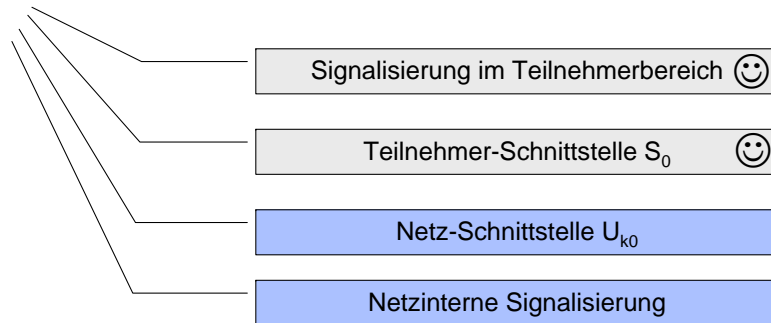 Signalisierung im Teilnehmerbereich
Teilnehmer-Schnittstelle S0
Netz-Schnittstelle Uk0
Netzinterne Signalisierung